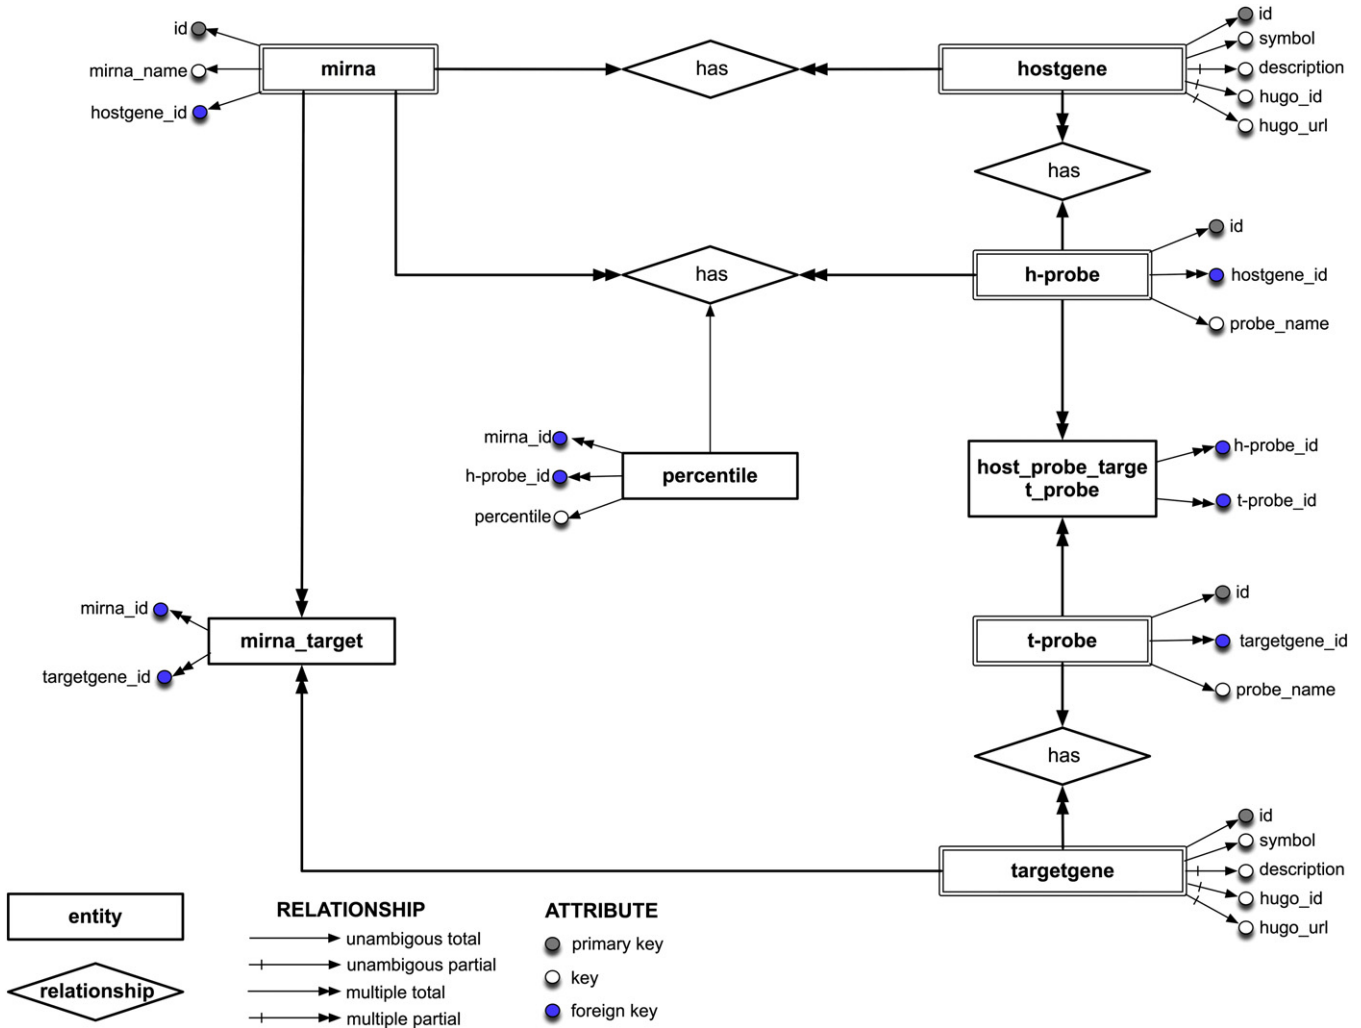 id
mirna_name
hostgene_id
mirna
has
hostgene
id
symbol
description
hugo_id
hugo_url
has
has
h-probe
id
hostgene_id
probe_name
mirna_id
h-probe_id
percentile
percentile
host_probe_targe
t_probe
h-probe_id
t-probe_id
mirna_id
targetgene_id
mirna_target
t-probe
id
targetgene_id
probe_name
has
targetgene
id
symbol
description
hugo_id
hugo_url
entity
relationship
RELATIONSHIP
unambigous total
unambigous partial
multiple total
multiple partial
ATTRIBUTE
primary key
key
foreign key